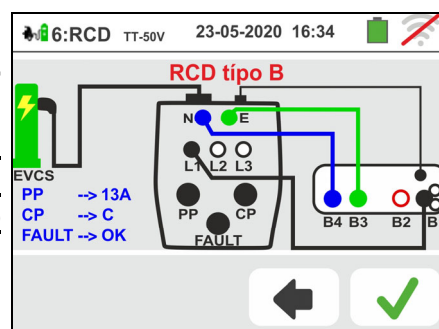 6:RCD TT-50V 23-05-2020 16:34
RCD típo B
N E
L1 L2 L3
EVCS
PP --> 13A
CP --> C
FAULT --> OK
PP CP
FAULT
B4 B3 B2